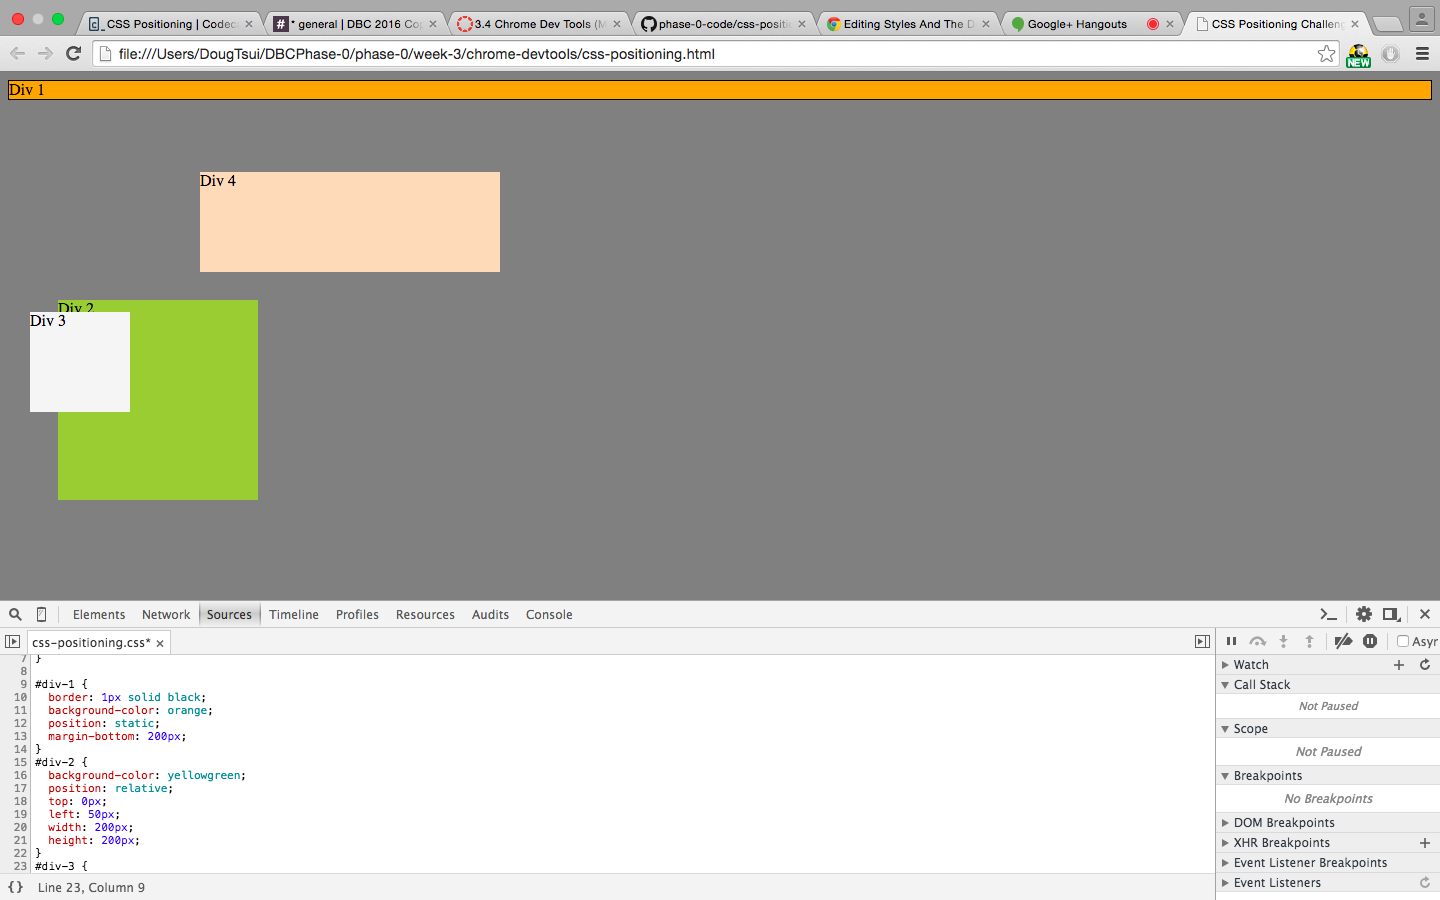 CSS Positioning | Codeca
* general | DBC 2016 Cop
3.4 Chrome Dev Tools (M
phase-0-code/css-positi
Editing Styles And The D
Google+ Hangouts
CSS Positioning Challeng
file:///Users/DougTsui/DBCPhase-0/phase-0/week-3/chrome-devtools/css-positioning.html
NEW
Div 1
Div 4
Div 2
Div 3
Elements Network Sources Timeline Profiles Resources Audits Console
css-positioning.css* ×
Asyr
7 }
8
9 #div-1 {
10 border: 1px solid black;
11 background-color: orange;
12 position: static;
13 margin-bottom: 200px;
14 }
15 #div-2 {
16 background-color: yellowgreen;
17 position: relative;
18 top: 0px;
19 left: 50px;
20 width: 200px;
21 height: 200px;
22 }
23 #div-3 {
{} Line 23, Column 9
Watch
Call Stack
Not Paused
Scope
Not Paused
Breakpoints
No Breakpoints
DOM Breakpoints
XHR Breakpoints
Event Listener Breakpoints
Event Listeners